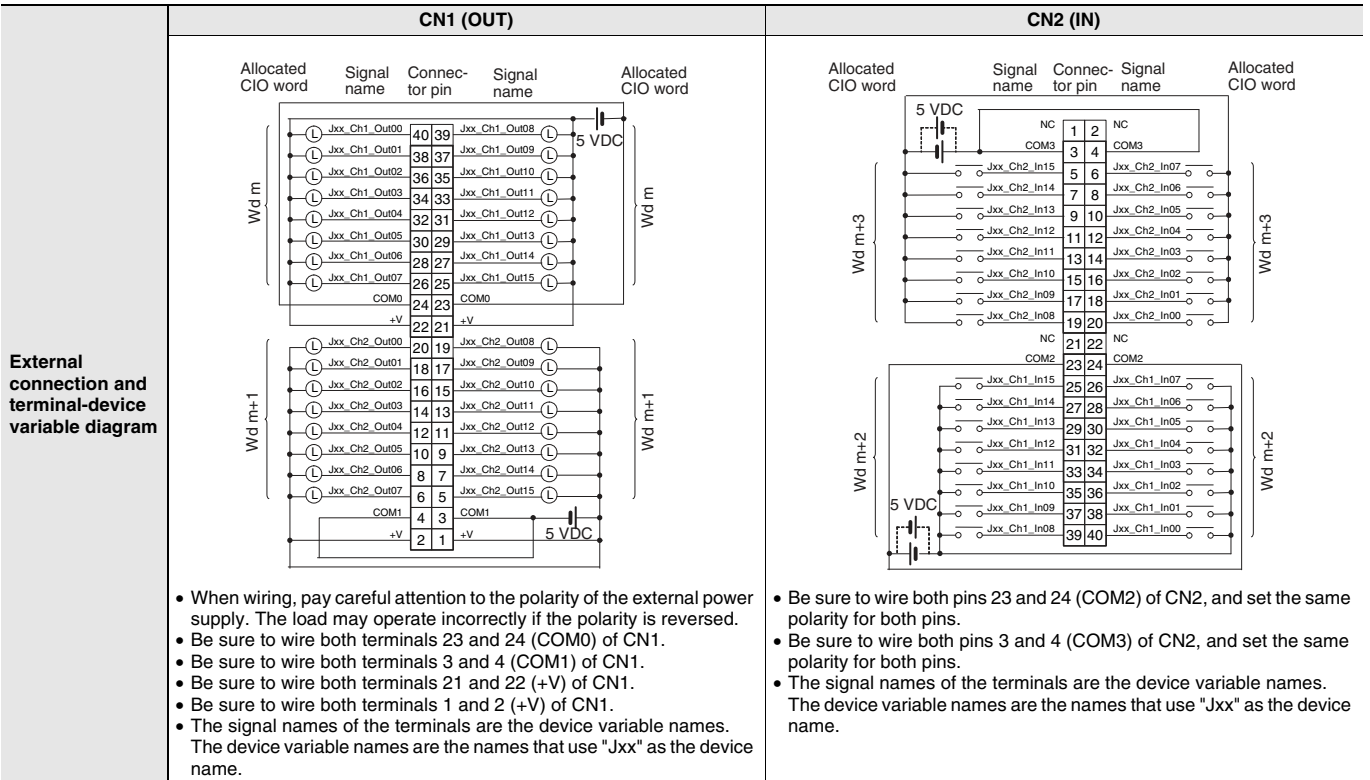 CN1 (OUT) CN2 (IN)
External
connection and
terminal-device
variable diagram
Allocated
CIO word
Signal
name
Connec-
tor pin
Signal
name
Allocated
CIO word
5 VDC
Wd m
Wd m
Jxx_Ch1_Out00 40 39 Jxx_Ch1_Out08
Jxx_Ch1_Out01 38 37 Jxx_Ch1_Out09
Jxx_Ch1_Out02 36 35 Jxx_Ch1_Out10
Jxx_Ch1_Out03 34 33 Jxx_Ch1_Out11
Jxx_Ch1_Out04 32 31 Jxx_Ch1_Out12
Jxx_Ch1_Out05 30 29 Jxx_Ch1_Out13
Jxx_Ch1_Out06 28 27 Jxx_Ch1_Out14
Jxx_Ch1_Out07 26 25 Jxx_Ch1_Out15
COM0 24 23 COM0
+V 22 21 +V
Wd m+1
Wd m+1
L Jxx_Ch2_Out00 20 19 Jxx_Ch2_Out08 L
L Jxx_Ch2_Out01 18 17 Jxx_Ch2_Out09 L
L Jxx_Ch2_Out02 16 15 Jxx_Ch2_Out10 L
L Jxx_Ch2_Out03 14 13 Jxx_Ch2_Out11 L
L Jxx_Ch2_Out04 12 11 Jxx_Ch2_Out12 L
L Jxx_Ch2_Out05 10 9 Jxx_Ch2_Out13 L
L Jxx_Ch2_Out06 8 7 Jxx_Ch2_Out14 L
L Jxx_Ch2_Out07 6 5 Jxx_Ch2_Out15 L
COM1 4 3 COM1
+V 2 1 +V
5 VDC
• When wiring, pay careful attention to the polarity of the external power
supply. The load may operate incorrectly if the polarity is reversed.
• Be sure to wire both terminals 23 and 24 (COM0) of CN1.
• Be sure to wire both terminals 3 and 4 (COM1) of CN1.
• Be sure to wire both terminals 21 and 22 (+V) of CN1.
• Be sure to wire both terminals 1 and 2 (+V) of CN1.
• The signal names of the terminals are the device variable names.
The device variable names are the names that use "Jxx" as the device
name.
Allocated
CIO word
Signal
name
Connec-
tor pin
Signal
name
Allocated
CIO word
5 VDC
NC 1 2 NC
COM3 3 4 COM3
Wd m+3
Wd m+3
Jxx_Ch2_In15 5 6 Jxx_Ch2_In07
Jxx_Ch2_In14 7 8 Jxx_Ch2_In06
Jxx_Ch2_In13 9 10 Jxx_Ch2_In05
Jxx_Ch2_In12 11 12 Jxx_Ch2_In04
Jxx_Ch2_In11 13 14 Jxx_Ch2_In03
Jxx_Ch2_In10 15 16 Jxx_Ch2_In02
Jxx_Ch2_In09 17 18 Jxx_Ch2_In01
Jxx_Ch2_In08 19 20 Jxx_Ch2_In00
NC 21 22 NC
COM2 23 24 COM2
Wd m+2
Wd m+2
Jxx_Ch1_In15 25 26 Jxx_Ch1_In07
Jxx_Ch1_In14 27 28 Jxx_Ch1_In06
Jxx_Ch1_In13 29 30 Jxx_Ch1_In05
Jxx_Ch1_In12 31 32 Jxx_Ch1_In04
Jxx_Ch1_In11 33 34 Jxx_Ch1_In03
Jxx_Ch1_In10 35 36 Jxx_Ch1_In02
Jxx_Ch1_In09 37 38 Jxx_Ch1_In01
Jxx_Ch1_In08 39 40 Jxx_Ch1_In00
5 VDC
• Be sure to wire both pins 23 and 24 (COM2) of CN2, and set the same
polarity for both pins.
• Be sure to wire both pins 3 and 4 (COM3) of CN2, and set the same
polarity for both pins.
• The signal names of the terminals are the device variable names.
The device variable names are the names that use "Jxx" as the device
name.